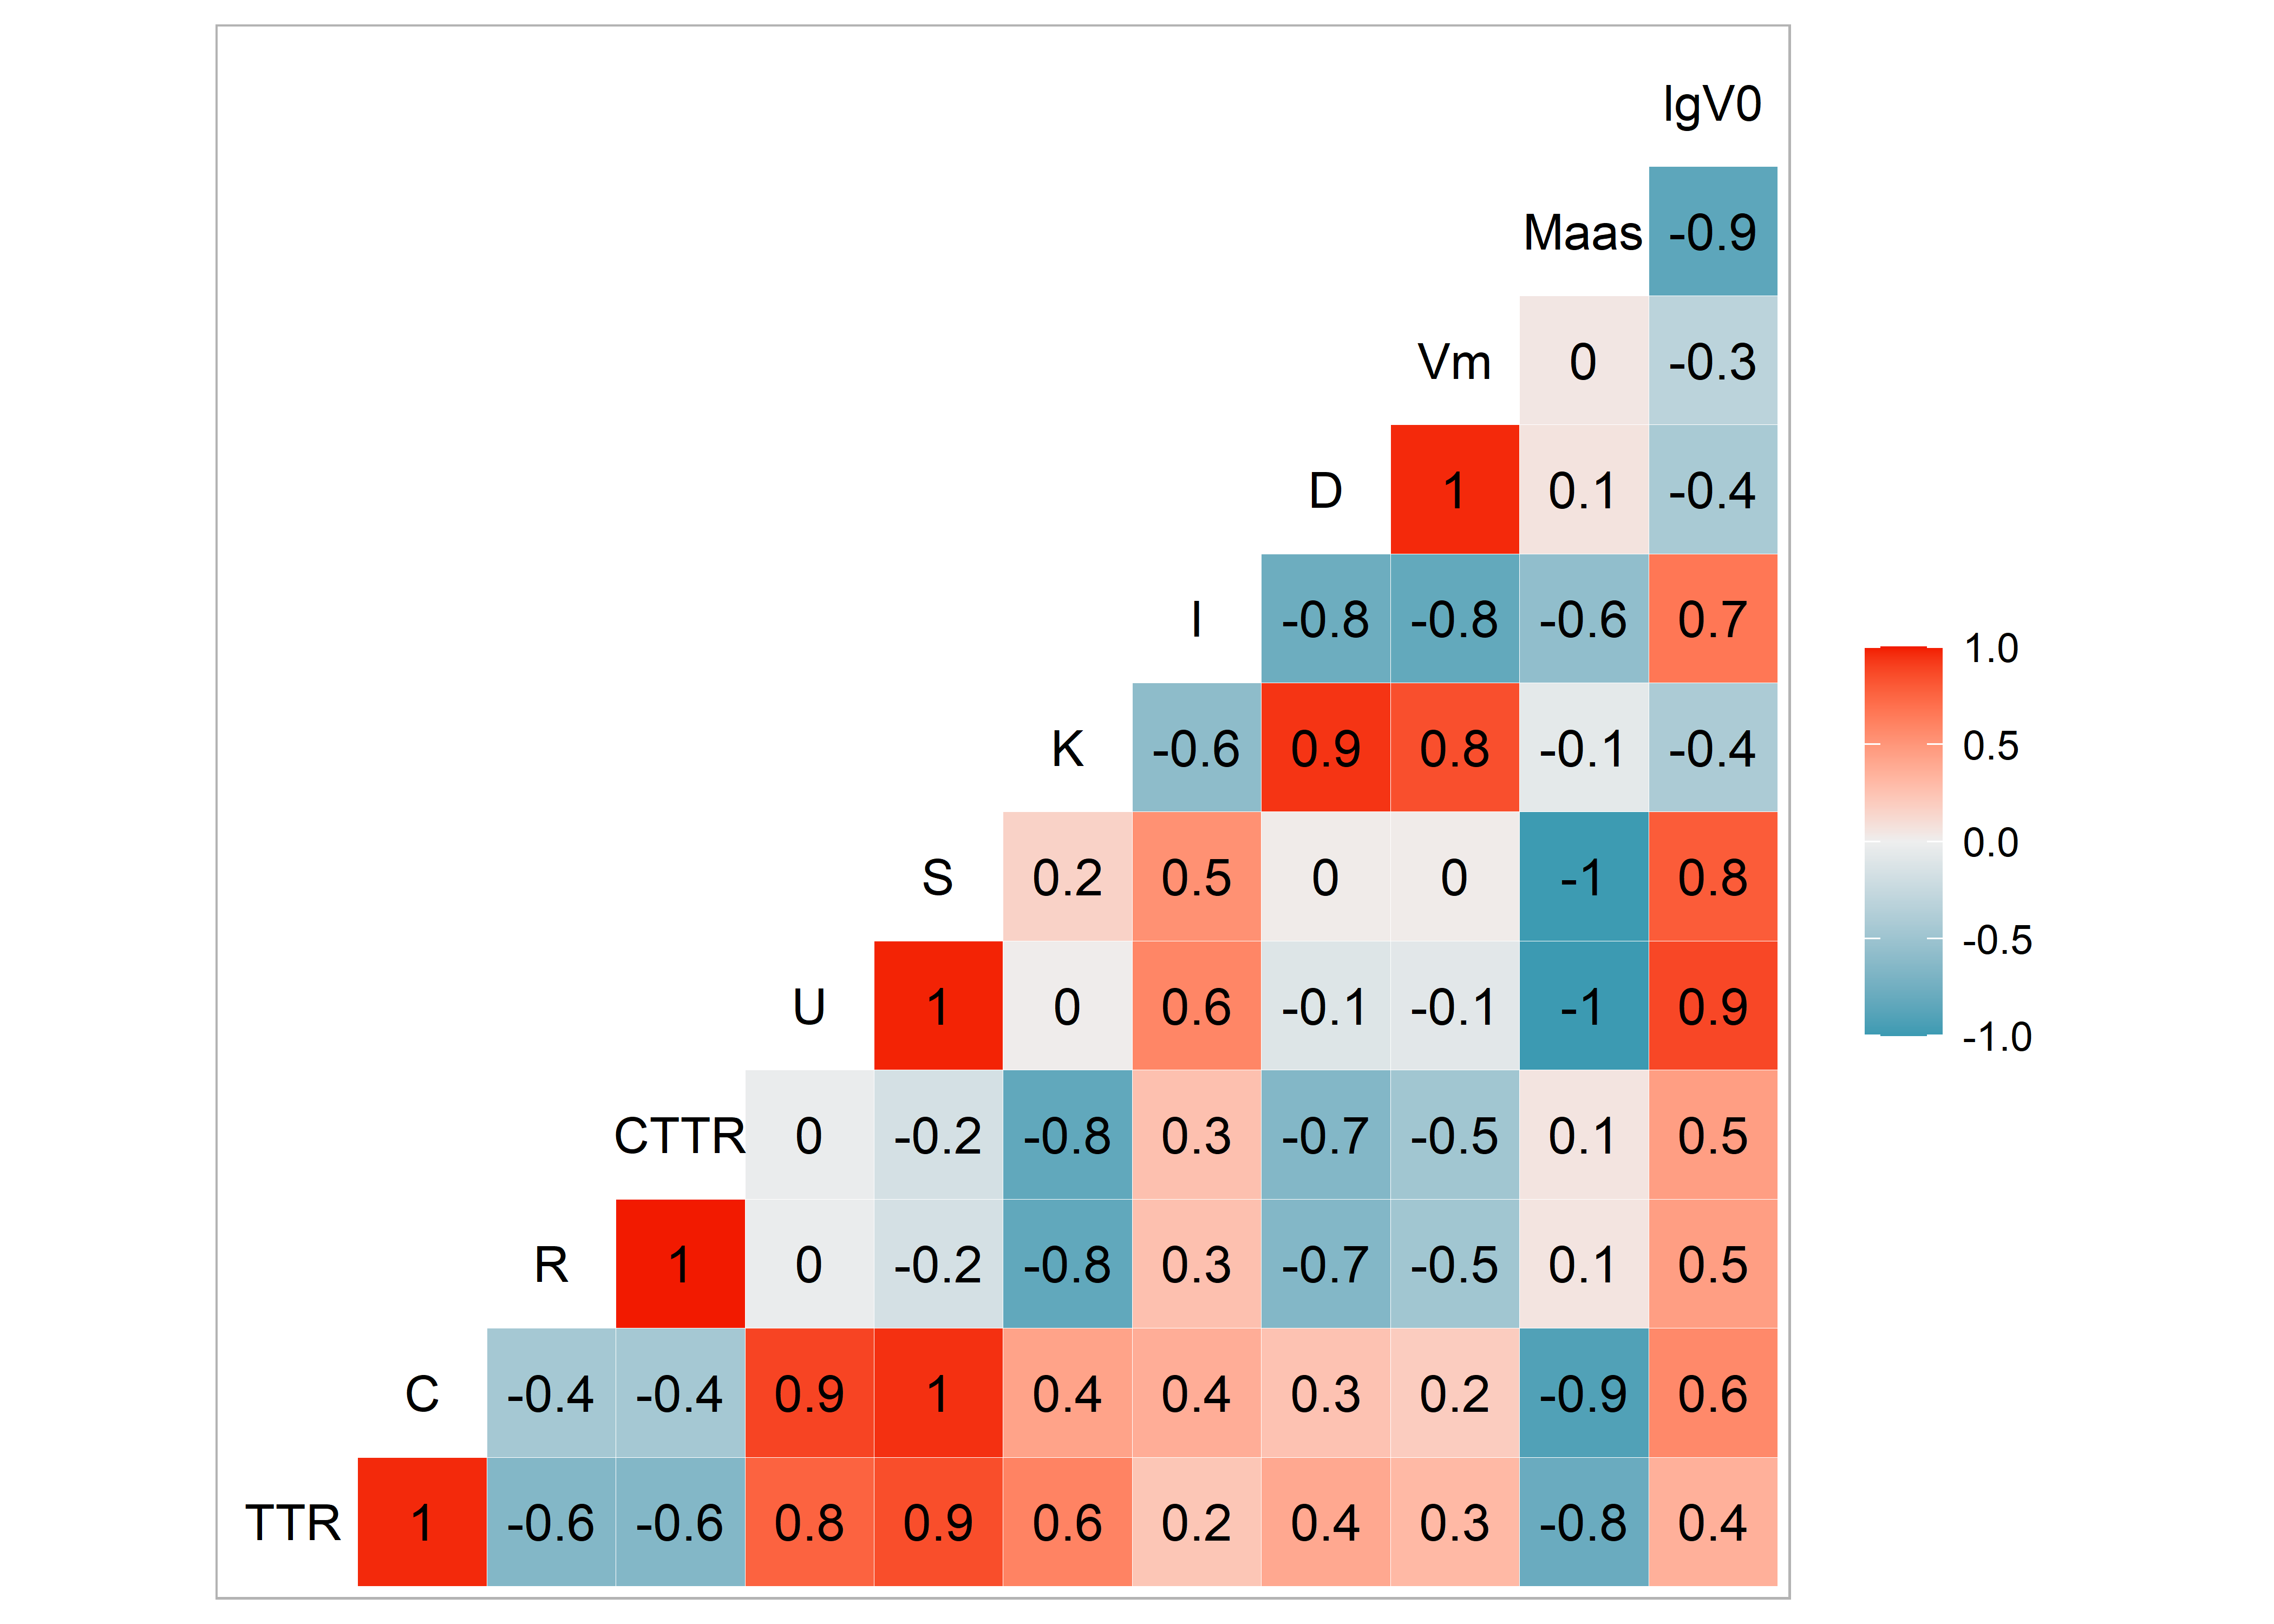 lgV0
Maas -0.9
Vm 0 -0.3
D 1 0.1 -0.4
I -0.8 -0.8 -0.6 0.7
K -0.6 0.9 0.8 -0.1 -0.4
S 0.2 0.5 0 0 -1 0.8
U 1 0 0.6 -0.1 -0.1 -1 0.9
CTTR 0 -0.2 -0.8 0.3 -0.7 -0.5 0.1 0.5
R 1 0 -0.2 -0.8 0.3 -0.7 -0.5 0.1 0.5
C -0.4 -0.4 0.9 1 0.4 0.4 0.3 0.2 -0.9 0.6
TTR 1 -0.6 -0.6 0.8 0.9 0.6 0.2 0.4 0.3 -0.8 0.4
1.0
0.5
0.0
-0.5
-1.0